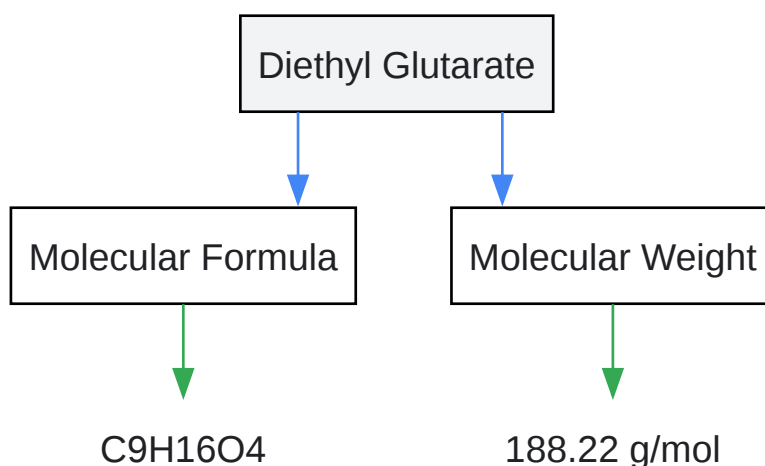 Diethyl Glutarate
Molecular Formula
Molecular Weight
C9H16O4
188.22 g/mol